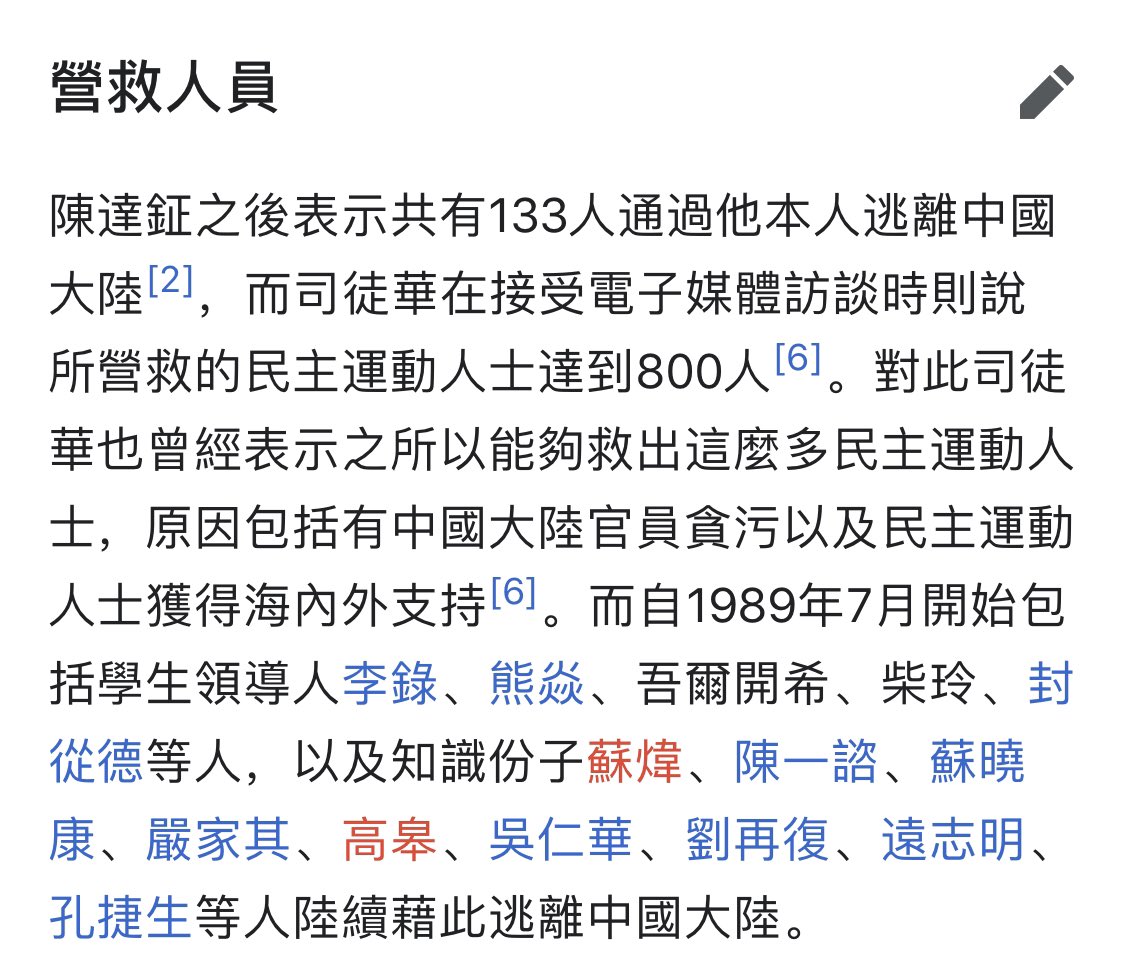 營救人員
陳達鉦之後表示共有133人通過他本人逃離中國
大陸[2]，而司徒華在接受電子媒體訪談時則說
所營救的民主運動人士達到800人[6]。對此司徒
華也曾經表示之所以能夠救出這麼多民主運動人
士，原因包括有中國大陸官員貪污以及民主運動
人士獲得海內外支持[6]。而自1989年7月開始包
括學生領導人李錄、熊焱、吾爾開希、柴玲、封
從德等人，以及知識份子蘇煒、陳一諮、蘇曉
康、嚴家其、高皋、吳仁華、劉再復、遠志明、
孔捷生等人陸續藉此逃離中國大陸。